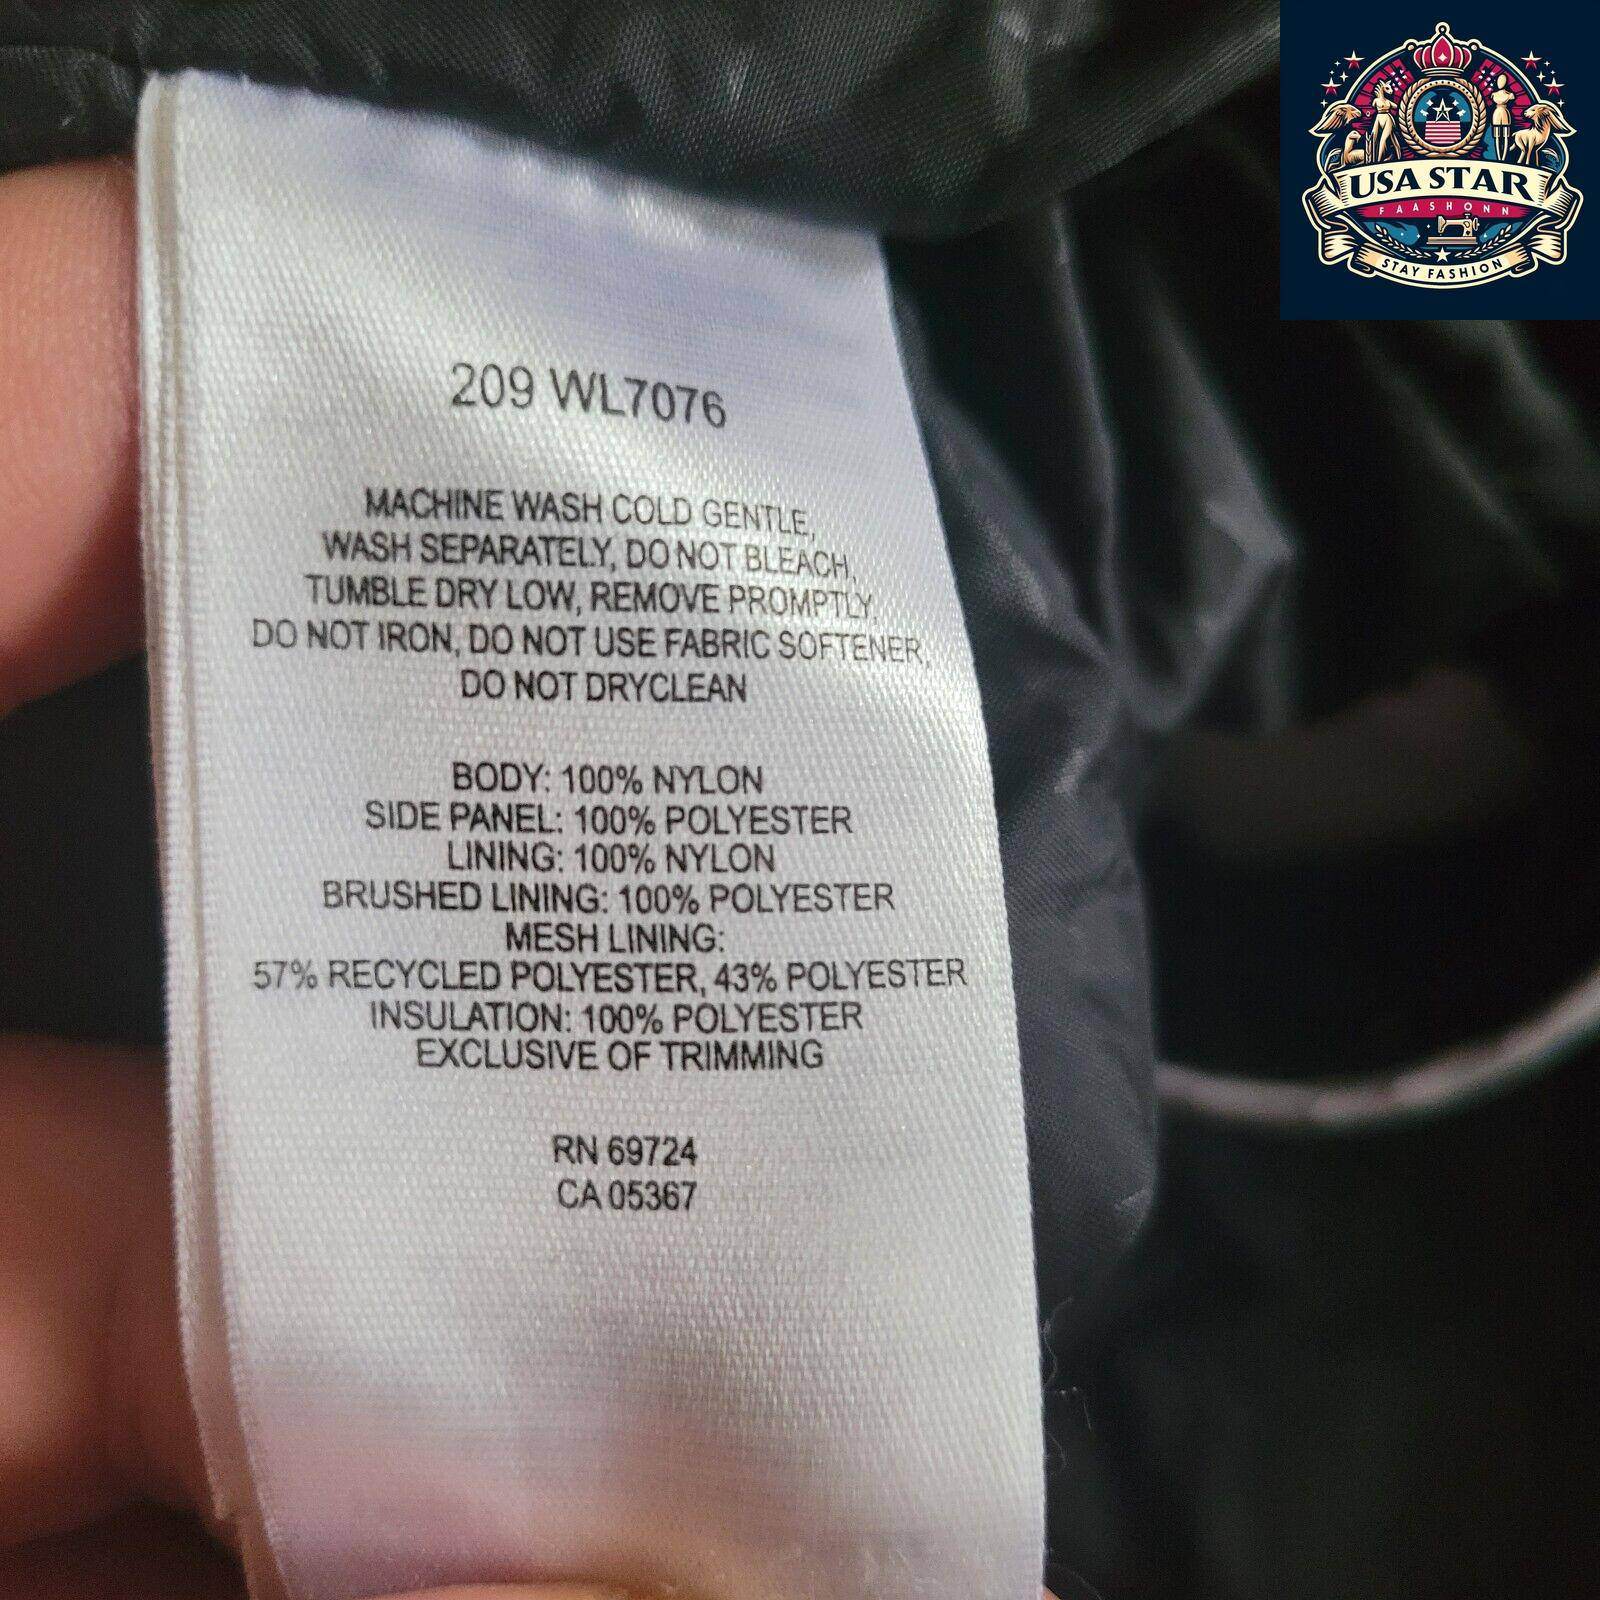 USA STAR
FAASHONN
STAY FASHION
209 WL7076
MACHINE WASH COLD GENTLE,
WASH SEPARATELY, DO NOT BLEACH,
TUMBLE DRY LOW, REMOVE PROMPTLY,
DO NOT IRON, DO NOT USE FABRIC SOFTENER,
DO NOT DRYCLEAN
BODY: 100% NYLON
SIDE PANEL: 100% POLYESTER
LINING: 100% NYLON
BRUSHED LINING: 100% POLYESTER
MESH LINING:
57% RECYCLED POLYESTER, 43% POLYESTER
INSULATION: 100% POLYESTER
EXCLUSIVE OF TRIMMING
RN 69724
CA 05367